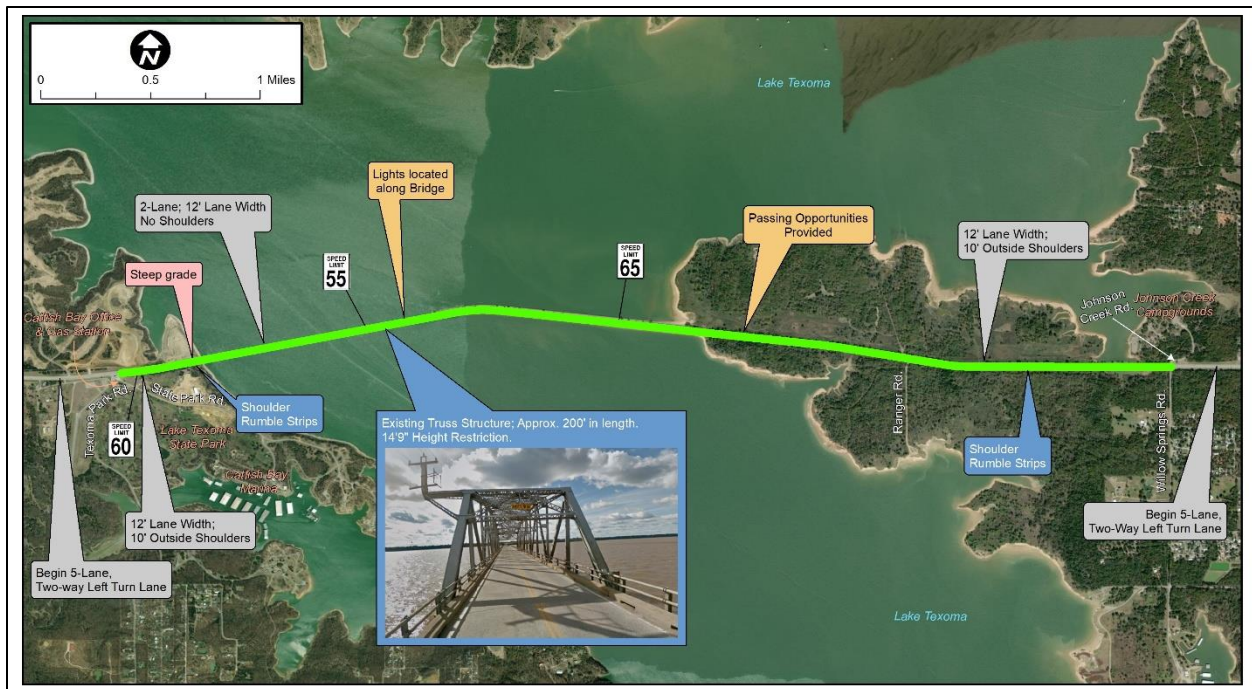 N
0
0.5
1 Miles
Lake Texoma
Lights located
along Bridge
2-Lane; 12' Lane Width
No Shoulders
SPEED
LIMIT
55
SPEED
LIMIT
65
Passing Opportunities
Provided
12' Lane Width;
10' Outside Shoulders
Steep grade
Catfish Bay Office
& Gas Station
Johnson
Creek Rd.
Johnson Creek
Campgrounds
Texoma Park Rd.
State Park Rd.
SPEED
LIMIT
60
Lake Texoma
State Park
Shoulder
Rumble Strips
Catfish Bay
Marina
Existing Truss Structure; Approx. 200' in length.
14'9" Height Restriction.
Ranger Rd.
Shoulder
Rumble Strips
Willow Springs Rd.
12' Lane Width;
10' Outside Shoulders
Begin 5-Lane,
Two-way Left Turn Lane
Begin 5-Lane,
Two-Way Left Turn Lane
Lake Texoma